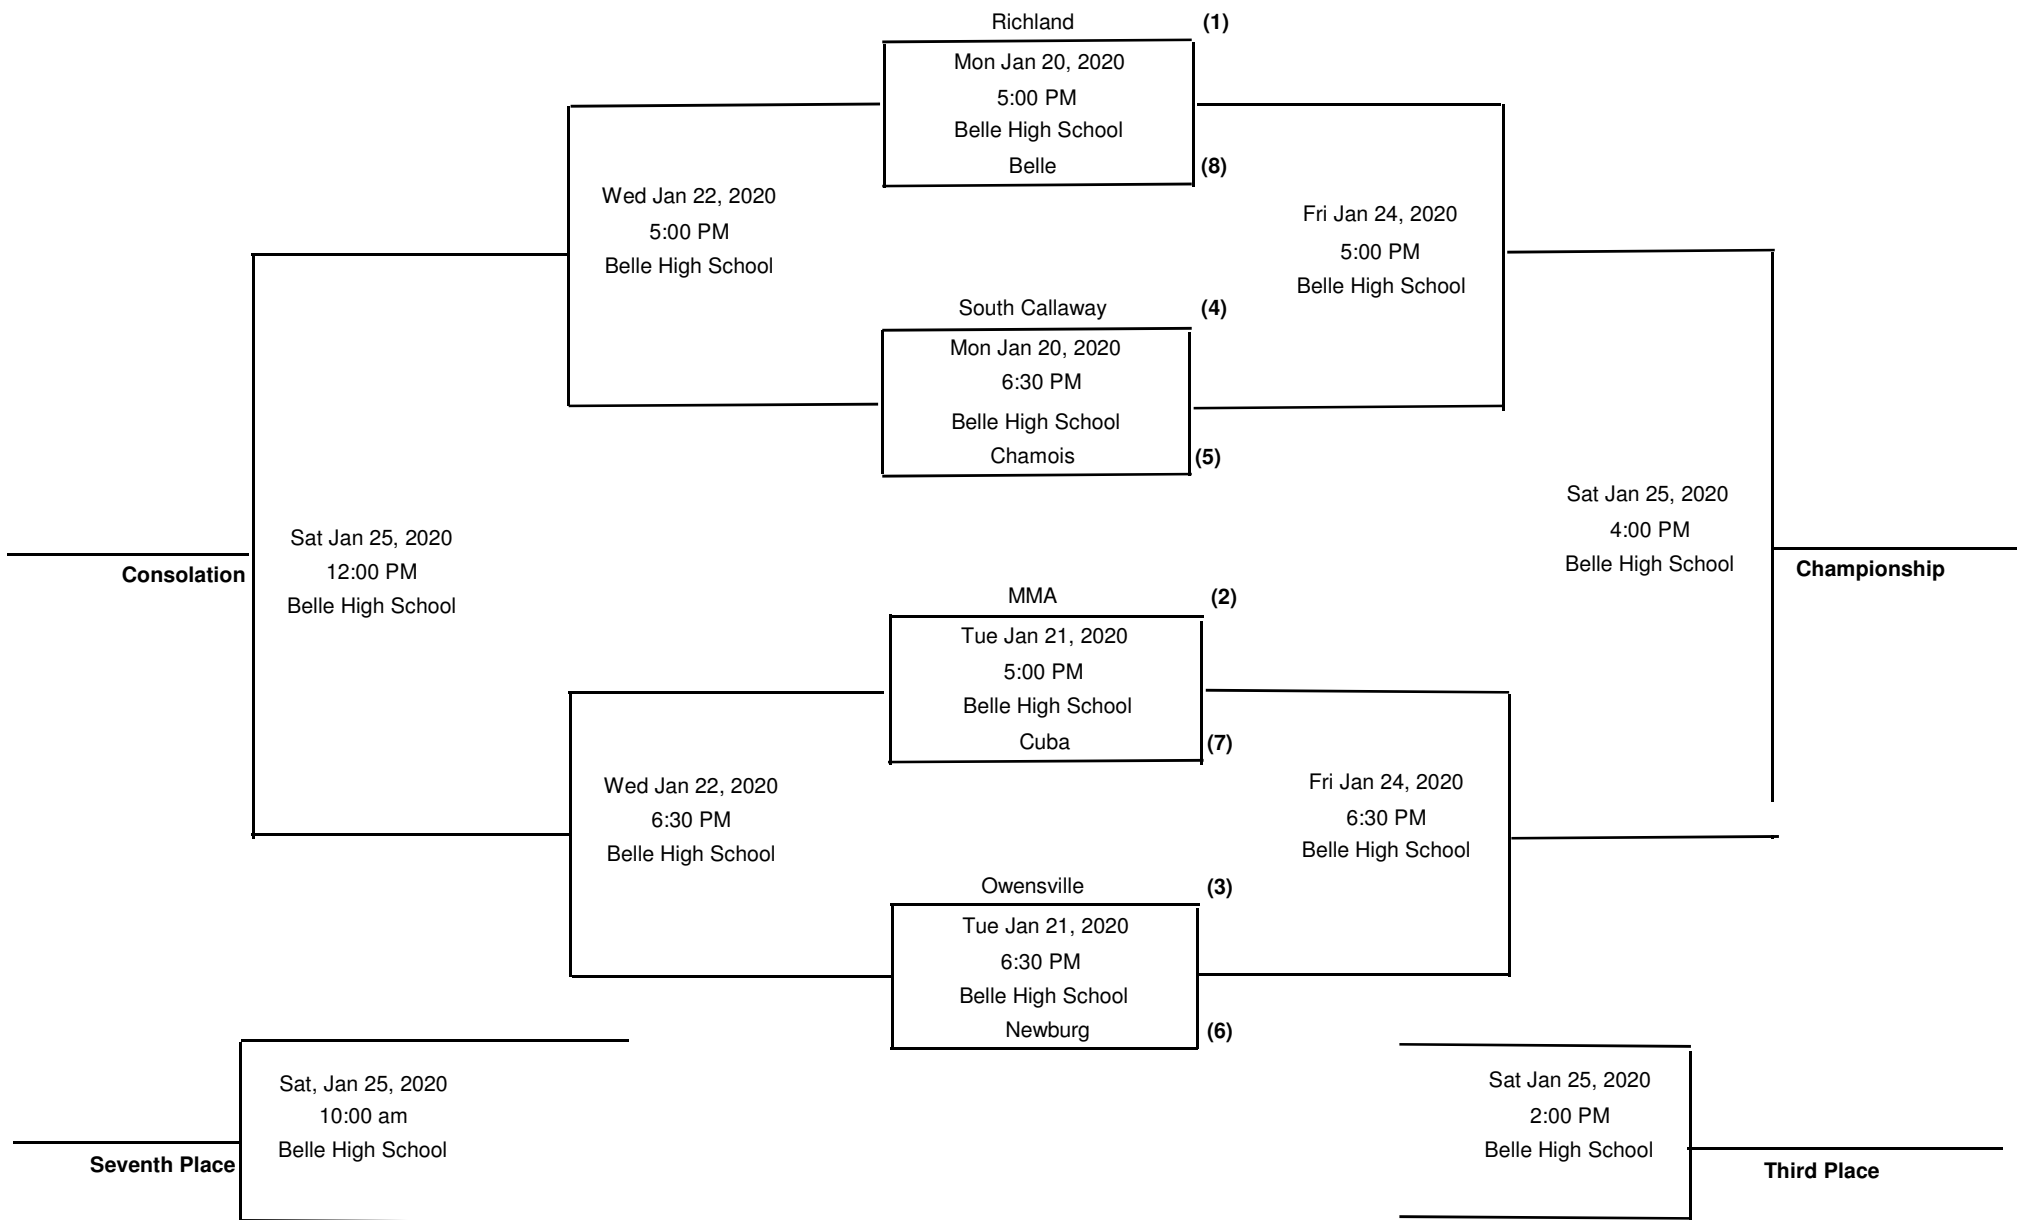 Richland (1)
Mon Jan 20, 2020
5:00 PM
Belle High School
Belle (8)
Wed Jan 22, 2020
5:00 PM
Belle High School
Fri Jan 24, 2020
5:00 PM
Belle High School
South Callaway (4)
Mon Jan 20, 2020
6:30 PM
Belle High School
Chamois (5)
Sat Jan 25, 2020
12:00 PM
Belle High School
Consolation
Sat Jan 25, 2020
4:00 PM
Belle High School
Championship
MMA (2)
Tue Jan 21, 2020
5:00 PM
Belle High School
Cuba (7)
Wed Jan 22, 2020
6:30 PM
Belle High School
Fri Jan 24, 2020
6:30 PM
Belle High School
Owensville (3)
Tue Jan 21, 2020
6:30 PM
Belle High School
Newburg (6)
Sat, Jan 25, 2020
10:00 am
Belle High School
Seventh Place
Sat Jan 25, 2020
2:00 PM
Belle High School
Third Place